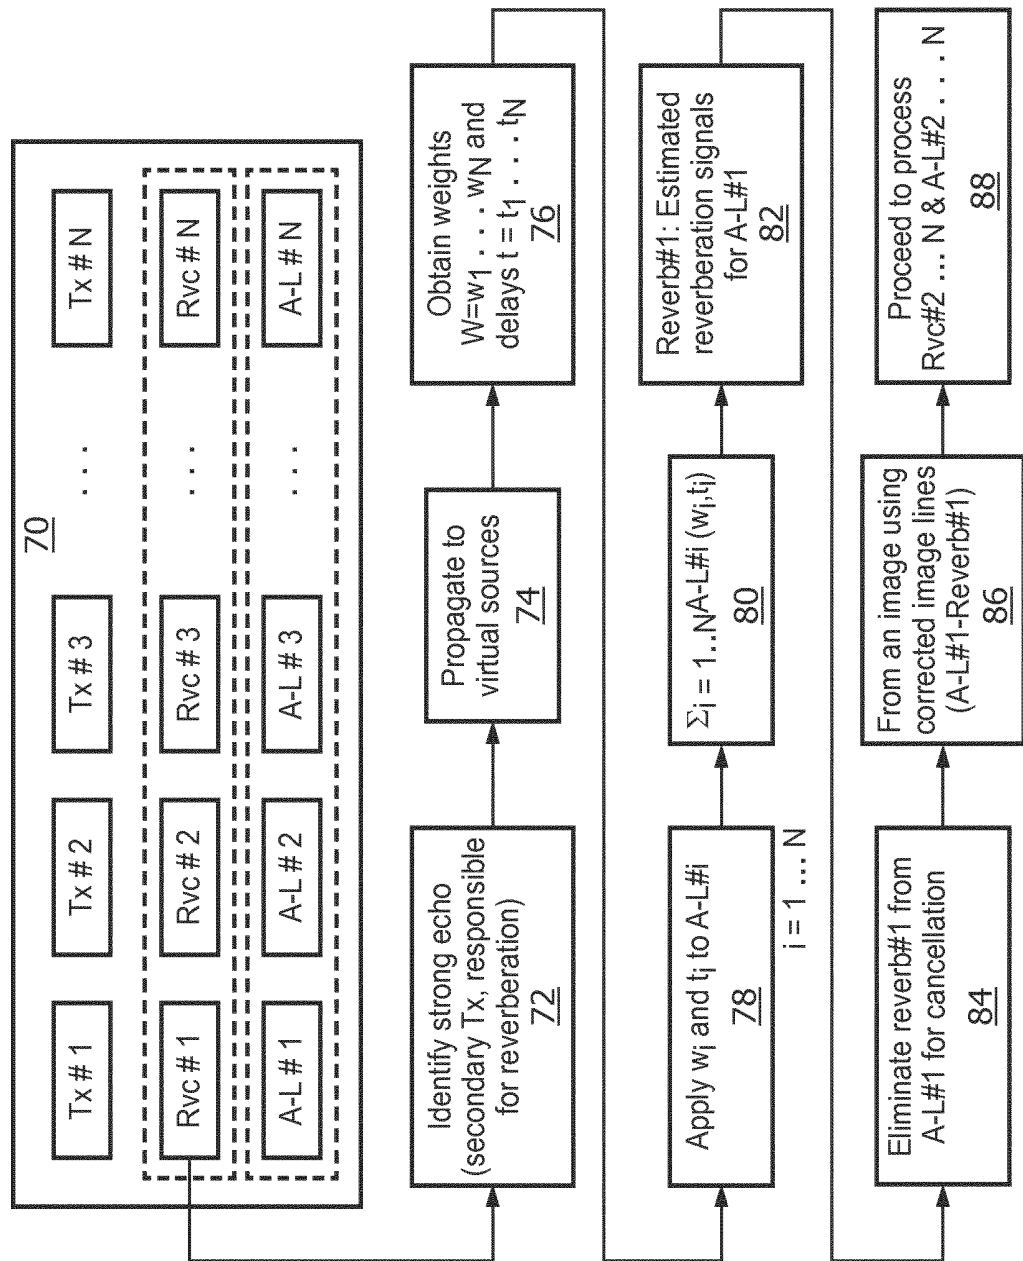 70
Tx # 1
Tx # 2
Tx # 3
. . .
Tx # N
Rvc # 1
Rvc # 2
Rvc # 3
. . .
Rvc # N
A-L# 1
A-L# 2
A-L# 3
. . .
A-L# N
Identify strong echo
(secondary Tx, responsible
for reverberation)
72
Propagate to
virtual sources
74
Obtain weights
W=w1 . . . wN and
delays t = t1 . . . tN
76
Apply wi and ti to A-L#i
78
i = 1 ... N
Σi = 1..NA-L#i (wi,ti)
80
Reverb#1: Estimated
reverberation signals
for A-L#1
82
Eliminate reverb#1 from
A-L#1 for cancellation
84
From an image using
corrected image lines
(A-L#1-Reverb#1)
86
Proceed to process
Rvc#2 ... N & A-L#2 . . . N
88